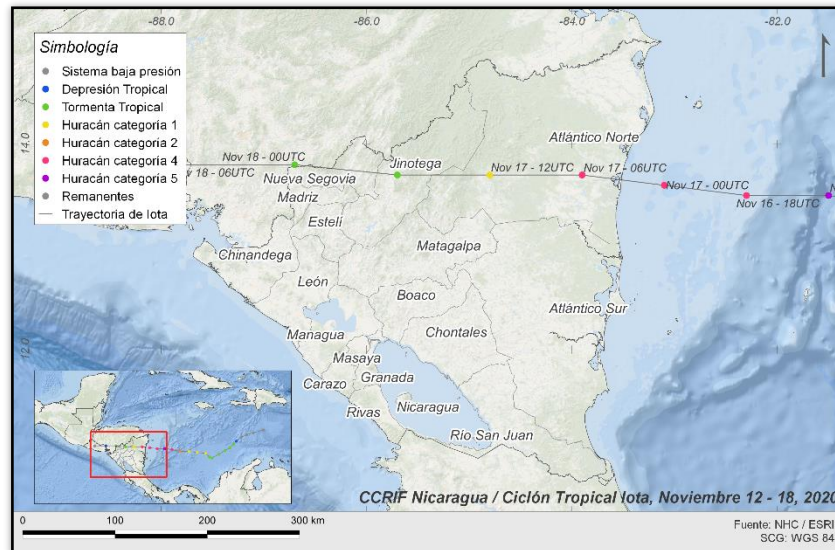 -88.0
-86.0
-84.0
-82.0
Simbología
Sistema baja presión
Depresión Tropical
Tormenta Tropical
Huracán categoría 1
Huracán categoría 2
Huracán categoría 4
Huracán categoría 5
Remanentes
Trayectoria de Iota
14.0
14.0
Atlántico Norte
Nov 18 - 00UTC
Jinotega
Nov 17 - 12UTC
Nov 17 - 06UTC
18 - 06UTC
Nueva Segovia
Nov 17 - 00UTC
Madriz
Nov 16 - 18UTC
Estelí
Chinandega
Matagalpa
León
Boaco
Atlántico Sur
Managua
Chontales
12.0
12.0
Masaya
Granada
Carazo
Rivas
Nicaragua
Río San Juan
CCRIF Nicaragua / Ciclón Tropical Iota, Noviembre 12 - 18, 2020
0 100 200 300 km
Fuente: NHC / ESRI
SCG: WGS 84